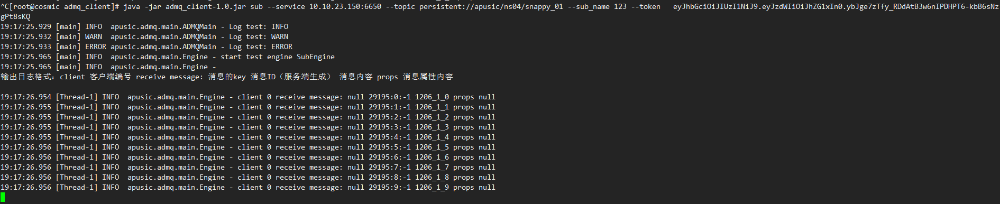 ^C[root@cosmic admq_client]# java -jar admq_client-1.0.jar sub --service 10.10.23.150:6650 --topic persistent://apusic/ns04/snappy_01 --sub_name 123 --token   eyJhbGciOiJIUzI1NiJ9.eyJzdWIiOiJhZG1xIn0.ybJge7zTfy_RDdAtB3w6nIPDHPT6-kbB6sNz
gPt8sKQ
19:17:25.929 [main] INFO  apusic.admq.main.ADMQMain - Log test: INFO
19:17:25.932 [main] WARN  apusic.admq.main.ADMQMain - Log test: WARN
19:17:25.933 [main] ERROR apusic.admq.main.ADMQMain - Log test: ERROR
19:17:25.965 [main] INFO  apusic.admq.main.Engine - start test engine SubEngine
19:17:25.965 [main] INFO  apusic.admq.main.Engine -
输出日志格式：client 客户端编号 receive message: 消息的key 消息ID（服务端生成） 消息内容 props 消息属性内容
19:17:26.954 [Thread-1] INFO  apusic.admq.main.Engine - client 0 receive message: null 29195:0:-1 1206_1_0 props null
19:17:26.955 [Thread-1] INFO  apusic.admq.main.Engine - client 0 receive message: null 29195:1:-1 1206_1_1 props null
19:17:26.955 [Thread-1] INFO  apusic.admq.main.Engine - client 0 receive message: null 29195:2:-1 1206_1_2 props null
19:17:26.955 [Thread-1] INFO  apusic.admq.main.Engine - client 0 receive message: null 29195:3:-1 1206_1_3 props null
19:17:26.955 [Thread-1] INFO  apusic.admq.main.Engine - client 0 receive message: null 29195:4:-1 1206_1_4 props null
19:17:26.956 [Thread-1] INFO  apusic.admq.main.Engine - client 0 receive message: null 29195:5:-1 1206_1_5 props null
19:17:26.956 [Thread-1] INFO  apusic.admq.main.Engine - client 0 receive message: null 29195:6:-1 1206_1_6 props null
19:17:26.956 [Thread-1] INFO  apusic.admq.main.Engine - client 0 receive message: null 29195:7:-1 1206_1_7 props null
19:17:26.956 [Thread-1] INFO  apusic.admq.main.Engine - client 0 receive message: null 29195:8:-1 1206_1_8 props null
19:17:26.956 [Thread-1] INFO  apusic.admq.main.Engine - client 0 receive message: null 29195:9:-1 1206_1_9 props null